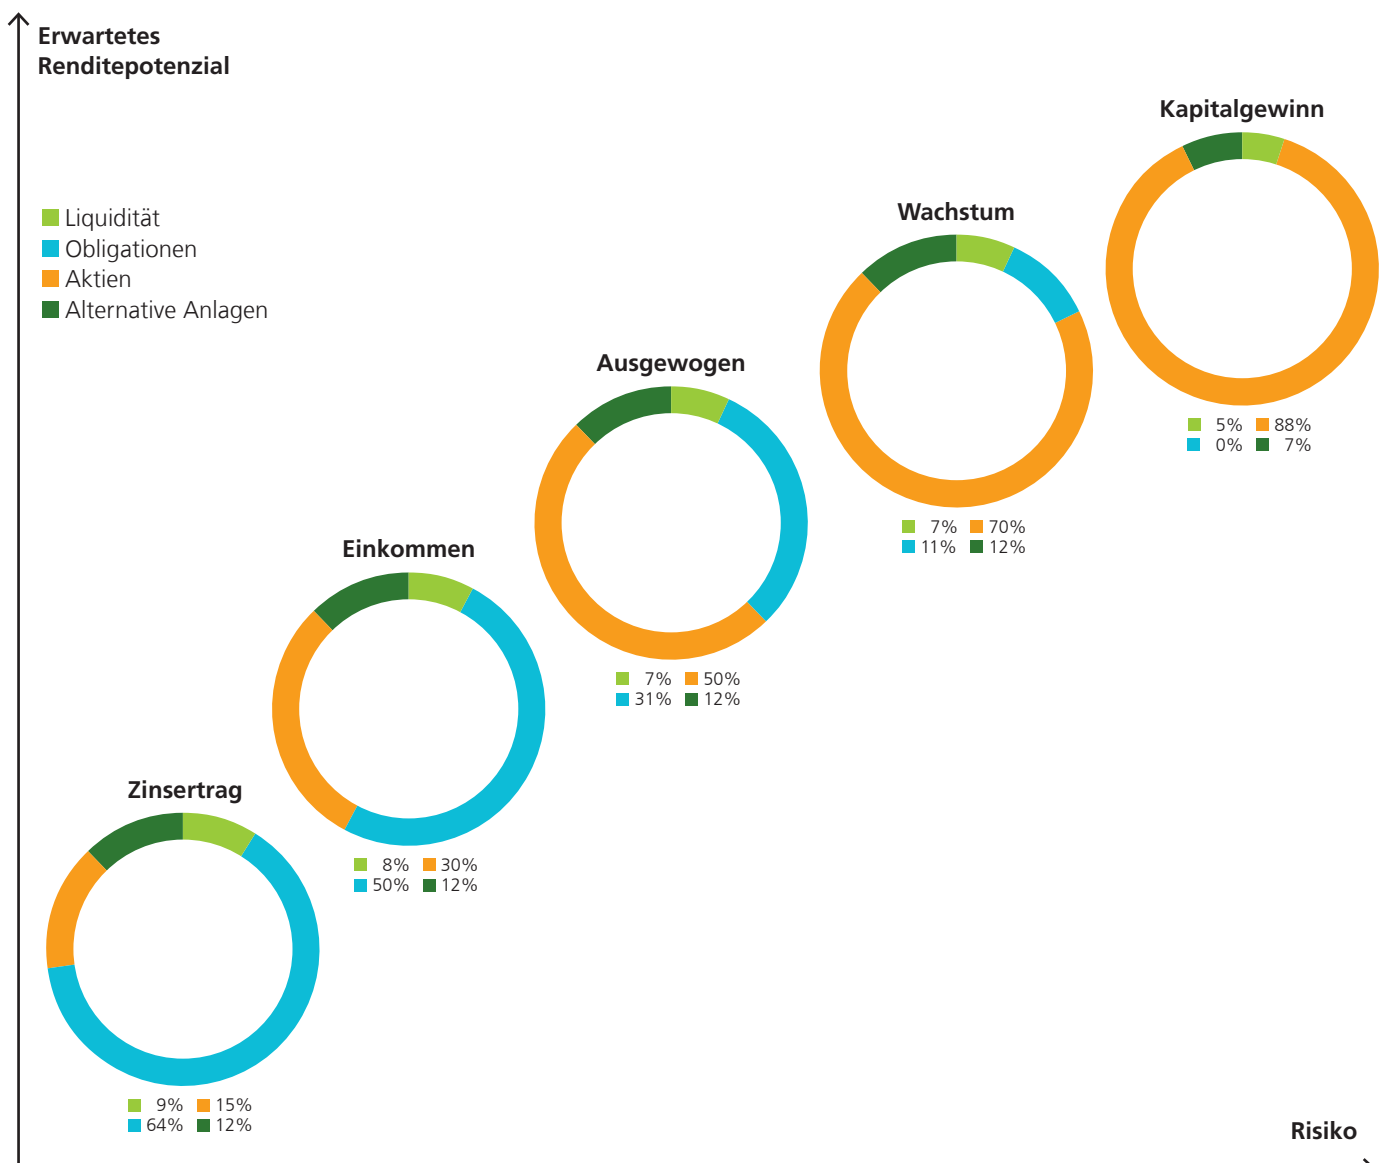 Erwartetes
Renditepotenzial
Liquidität
Obligationen
Aktien
Alternative Anlagen
Kapitalgewinn
5% 88%
0% 7%
Wachstum
7% 70%
11% 12%
Ausgewogen
7% 50%
31% 12%
Einkommen
8% 30%
50% 12%
Zinsertrag
9% 15%
64% 12%
Risiko